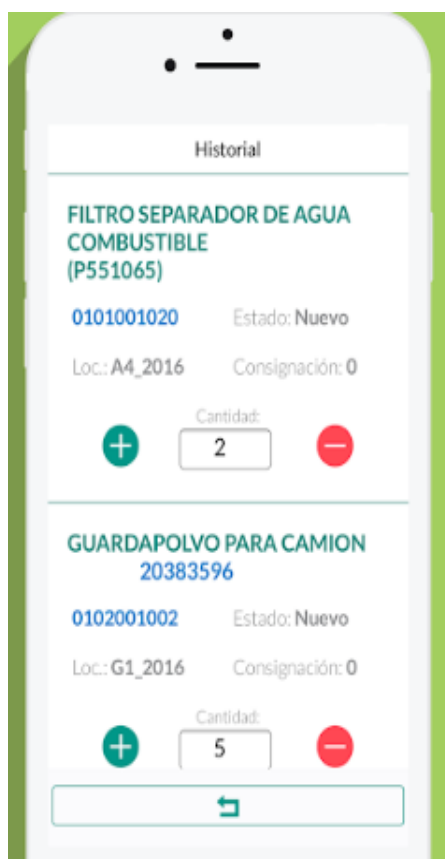 Historial
FILTRO SEPARADOR DE AGUA
COMBUSTIBLE
(P551065)
0101001020 Estado: Nuevo
Loc.: A4_2016 Consignación: 0
Cantidad:
2
GUARDAPOLVO PARA CAMION
20383596
0102001002 Estado: Nuevo
Loc.: G1_2016 Consignación: 0
Cantidad:
5